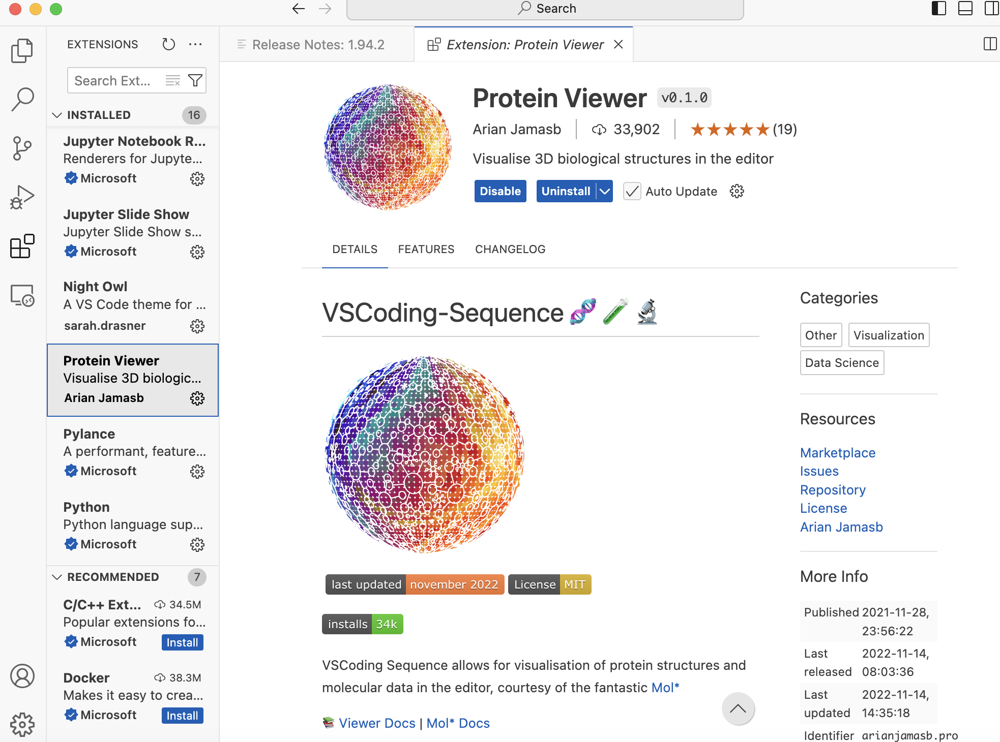 Search
EXTENSIONS
Search Ext...
INSTALLED 16
Jupyter Notebook R...
Renderers for Jupyte...
Microsoft
Jupyter Slide Show
Jupyter Slide Show s...
Microsoft
Night Owl
A VS Code theme for ...
sarah.drasner
Protein Viewer
Visualise 3D biologic...
Arian Jamasb
Pylance
A performant, feature...
Microsoft
Python
Python language sup...
Microsoft
RECOMMENDED 7
C/C++ Ext... 34.5M
Popular extensions fo...
Microsoft Install
Docker 38.3M
Makes it easy to crea...
Microsoft Install
Release Notes: 1.94.2
Extension: Protein Viewer
Protein Viewer v0.1.0
Arian Jamasb 33,902 ★★★★★ (19)
Visualise 3D biological structures in the editor
Disable Uninstall Auto Update
DETAILS FEATURES CHANGELOG
VSCoding-Sequence 🧬 🧪 🔬
last updated november 2022 License MIT
installs 34k
VSCoding Sequence allows for visualisation of protein structures and
molecular data in the editor, courtesy of the fantastic Mol*
📚 Viewer Docs | Mol* Docs
Categories
Other Visualization
Data Science
Resources
Marketplace
Issues
Repository
License
Arian Jamasb
More Info
Published 2021-11-28,
23:56:22
Last 2022-11-14,
released 08:03:36
Last 2022-11-14,
updated 14:35:18
Identifier arianjamasb.pro